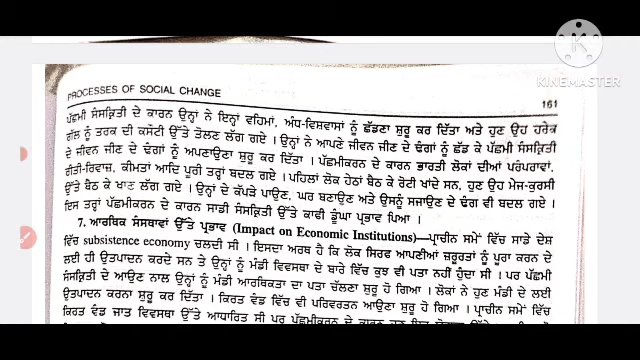 KINEMASTER
PROCESSES OF SOCIAL CHANGE
161
ਪੱਛਮੀ ਸੰਸਕ੍ਰਿਤੀ ਦੇ ਕਾਰਨ ਉਨ੍ਹਾਂ ਨੇ ਇਨ੍ਹਾਂ ਵਹਿਮਾਂ, ਅੰਧ-ਵਿਸ਼ਵਾਸਾਂ ਨੂੰ ਛੱਡਣਾ ਸ਼ੁਰੂ ਕਰ ਦਿੱਤਾ ਅਤੇ ਹੁਣ ਉਹ ਹਰੇਕ
ਗੱਲ ਨੂੰ ਤਰਕ ਦੀ ਕਸੌਟੀ ਉੱਤੇ ਤੋਲਣ ਲੱਗ ਗਏ। ਉਨ੍ਹਾਂ ਨੇ ਆਪਣੇ ਜੀਵਨ ਜੀਣ ਦੇ ਢੰਗਾਂ ਨੂੰ ਛੱਡ ਕੇ ਪੱਛਮੀ ਸੰਸਕ੍ਰਿਤੀ
ਦੇ ਜੀਵਨ ਜੀਣ ਦੇ ਢੰਗਾਂ ਨੂੰ ਅਪਣਾਉਣਾ ਸ਼ੁਰੂ ਕਰ ਦਿੱਤਾ। ਪੱਛਮੀਕਰਨ ਦੇ ਕਾਰਨ ਭਾਰਤੀ ਲੋਕਾਂ ਦੀਆਂ ਪਰੰਪਰਾਵਾਂ,
ਰੀਤੀ-ਰਿਵਾਜ਼, ਕੀਮਤਾਂ ਆਦਿ ਪੂਰੀ ਤਰ੍ਹਾਂ ਬਦਲ ਗਏ। ਪਹਿਲਾਂ ਲੋਕ ਹੇਠਾਂ ਬੈਠ ਕੇ ਰੋਟੀ ਖਾਂਦੇ ਸਨ, ਹੁਣ ਉਹ ਮੇਜ਼-ਕੁਰਸੀ
ਉੱਤੇ ਬੈਠ ਕੇ ਖਾਣ ਲੱਗ ਗਏ। ਉਨ੍ਹਾਂ ਦੇ ਕੱਪੜੇ ਪਾਉਣ, ਘਰ ਬਣਾਉਣ ਅਤੇ ਉਸਨੂੰ ਸਜਾਉਣ ਦੇ ਢੰਗ ਵੀ ਬਦਲ ਗਏ।
ਇਸ ਤਰ੍ਹਾਂ ਪੱਛਮੀਕਰਨ ਦੇ ਕਾਰਨ ਸਾਡੀ ਸੰਸਕ੍ਰਿਤੀ ਉੱਤੇ ਕਾਫੀ ਡੂੰਘਾ ਪ੍ਰਭਾਵ ਪਿਆ।
7. ਆਰਥਿਕ ਸੰਸਥਾਵਾਂ ਉੱਤੇ ਪ੍ਰਭਾਵ (Impact on Economic Institutions)—ਪ੍ਰਾਚੀਨ ਸਮੇਂ ਵਿੱਚ ਸਾਡੇ ਦੇਸ਼
ਵਿੱਚ subsistence economy ਚਲਦੀ ਸੀ। ਇਸਦਾ ਅਰਥ ਹੈ ਕਿ ਲੋਕ ਸਿਰਫ ਆਪਣੀਆਂ ਜ਼ਰੂਰਤਾਂ ਨੂੰ ਪੂਰਾ ਕਰਨ ਦੇ
ਲਈ ਹੀ ਉਤਪਾਦਨ ਕਰਦੇ ਸਨ ਤੇ ਉਨ੍ਹਾਂ ਨੂੰ ਮੰਡੀ ਵਿਵਸਥਾ ਦੇ ਬਾਰੇ ਵਿੱਚ ਕੁਝ ਵੀ ਪਤਾ ਨਹੀਂ ਹੁੰਦਾ ਸੀ। ਪਰ ਪੱਛਮੀ
ਸੰਸਕ੍ਰਿਤੀ ਦੇ ਆਉਣ ਨਾਲ ਉਨ੍ਹਾਂ ਨੂੰ ਮੰਡੀ ਆਰਥਿਕਤਾ ਦਾ ਪਤਾ ਚੱਲਣਾ ਸ਼ੁਰੂ ਹੋ ਗਿਆ। ਲੋਕਾਂ ਨੇ ਹੁਣ ਮੰਡੀ ਦੇ ਲਈ
ਉਤਪਾਦਨ ਕਰਨਾ ਸ਼ੁਰੂ ਕਰ ਦਿੱਤਾ। ਕਿਰਤ ਵੰਡ ਵਿੱਚ ਵੀ ਪਰਿਵਰਤਨ ਆਉਣਾ ਸ਼ੁਰੂ ਹੋ ਗਿਆ। ਪ੍ਰਾਚੀਨ ਸਮੇਂ ਵਿੱਚ
ਕਿਰਤ ਵੰਡ ਜਾਤ ਵਿਵਸਥਾ ਉੱਤੇ ਆਧਾਰਿਤ ਸੀ ਪਰ ਪੱਛਮੀਕਰਨ ਦੇ ਕਾਰਨ ਹੁਣ